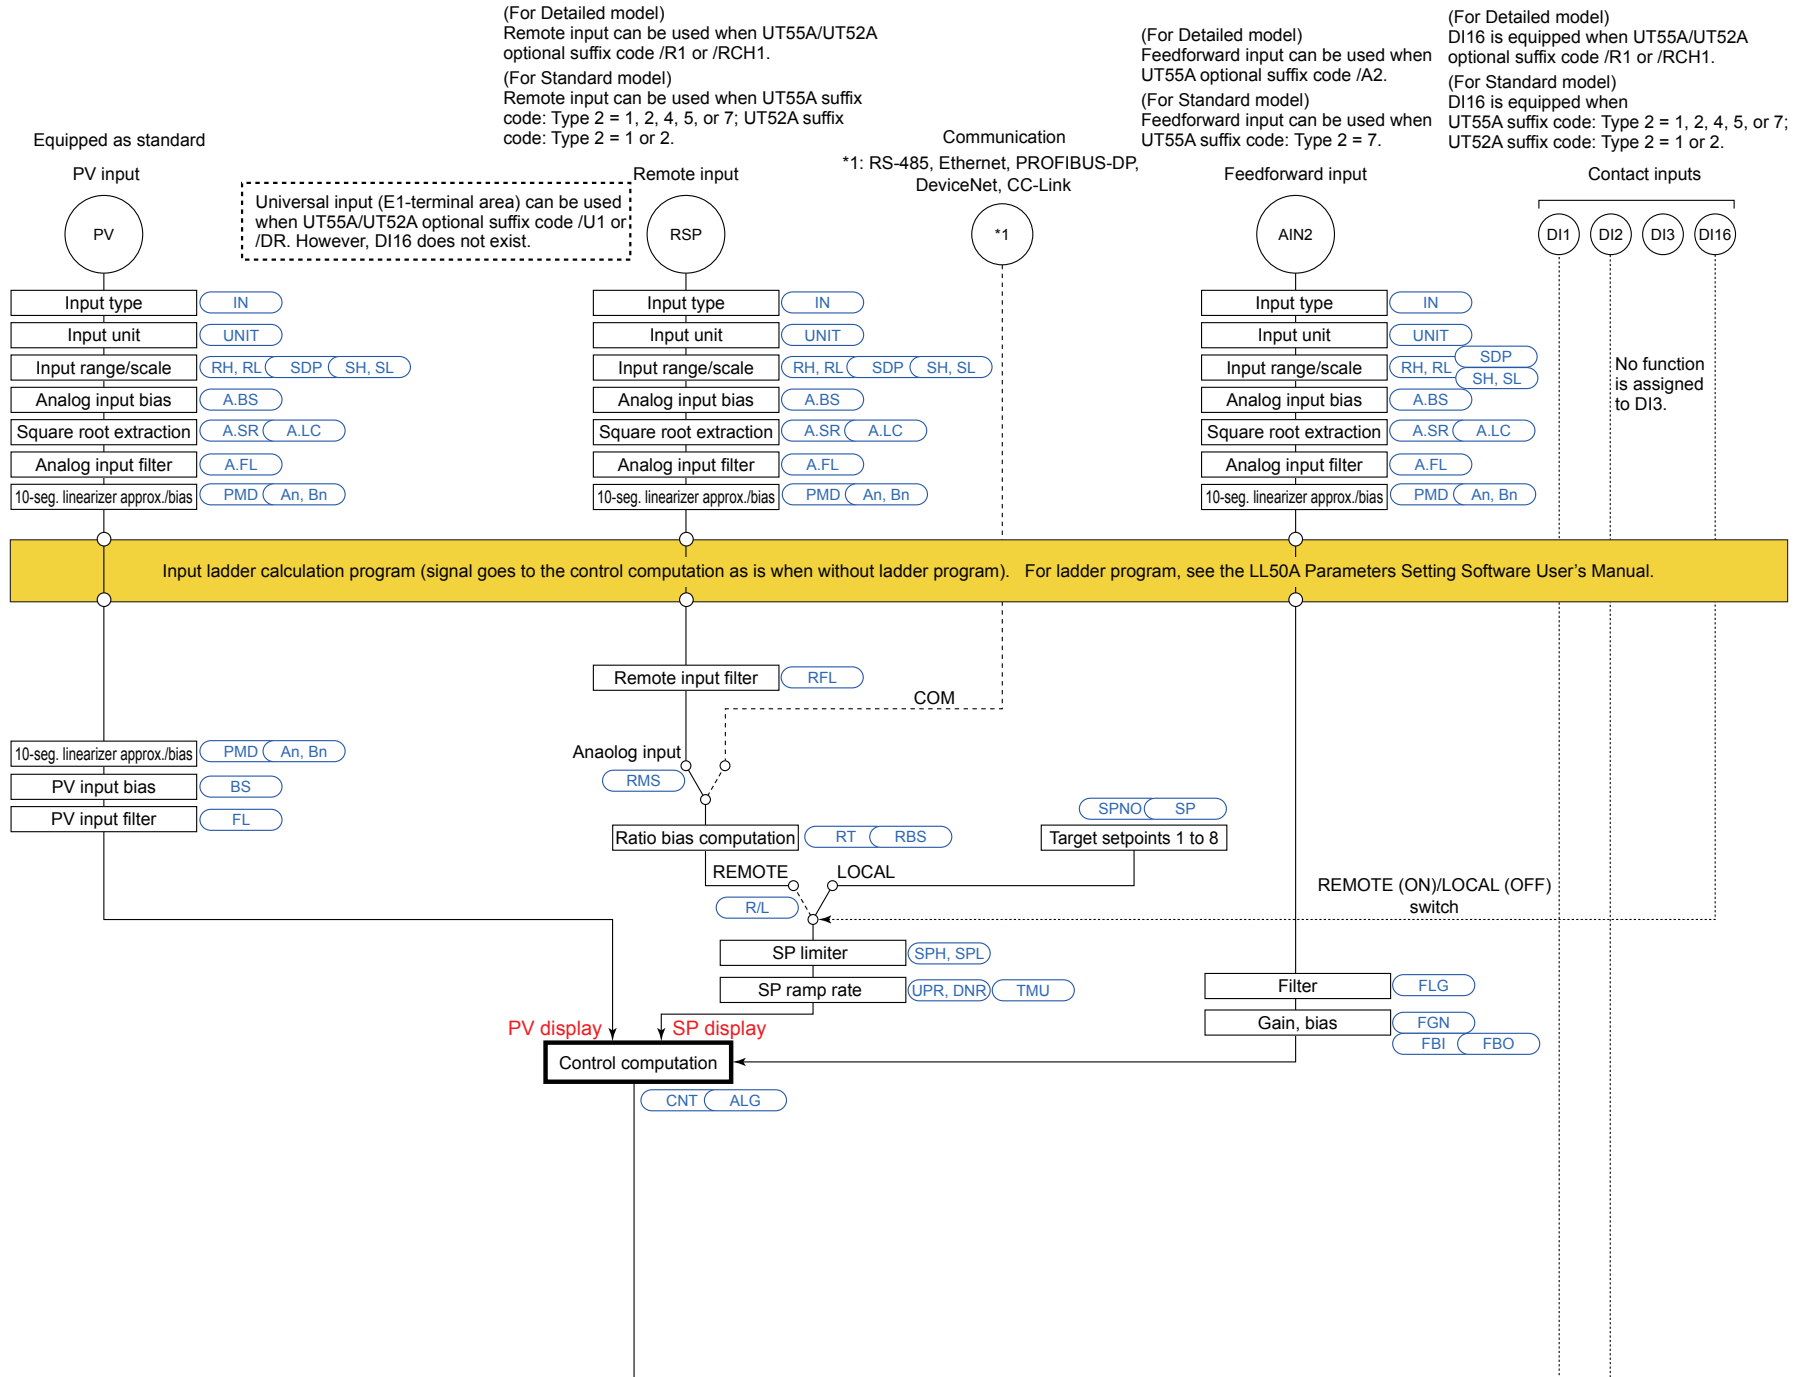 (For Detailed model)
Remote input can be used when UT55A/UT52A
optional suffix code /R1 or /RCH1.
(For Standard model)
Remote input can be used when UT55A suffix
code: Type 2 = 1, 2, 4, 5, or 7; UT52A suffix
code: Type 2 = 1 or 2.
(For Detailed model)
Feedforward input can be used when
UT55A optional suffix code /A2.
(For Standard model)
Feedforward input can be used when
UT55A suffix code: Type 2 = 7.
(For Detailed model)
DI16 is equipped when UT55A/UT52A
optional suffix code /R1 or /RCH1.
(For Standard model)
DI16 is equipped when
UT55A suffix code: Type 2 = 1, 2, 4, 5, or 7;
UT52A suffix code: Type 2 = 1 or 2.
Equipped as standard
PV input
Remote input
Communication
*1: RS-485, Ethernet, PROFIBUS-DP,
DeviceNet, CC-Link
Feedforward input
Contact inputs
Universal input (E1-terminal area) can be used
when UT55A/UT52A optional suffix code /U1 or
/DR. However, DI16 does not exist.
PV
RSP
*1
AIN2
DI1
DI2
DI3
DI16
Input type
IN
Input unit
UNIT
Input range/scale
RH, RL
SDP
SH, SL
Analog input bias
A.BS
Square root extraction
A.SR
A.LC
Analog input filter
A.FL
10-seg. linearizer approx./bias
PMD
An, Bn
Input type
IN
Input unit
UNIT
Input range/scale
RH, RL
SDP
SH, SL
Analog input bias
A.BS
Square root extraction
A.SR
A.LC
Analog input filter
A.FL
10-seg. linearizer approx./bias
PMD
An, Bn
Input type
IN
Input unit
UNIT
Input range/scale
RH, RL
SDP
SH, SL
Analog input bias
A.BS
Square root extraction
A.SR
A.LC
Analog input filter
A.FL
10-seg. linearizer approx./bias
PMD
An, Bn
No function
is assigned
to DI3.
Input ladder calculation program (signal goes to the control computation as is when without ladder program).   For ladder program, see the LL50A Parameters Setting Software User's Manual.
Remote input filter
RFL
COM
10-seg. linearizer approx./bias
PMD
An, Bn
PV input bias
BS
PV input filter
FL
Anaolog input
RMS
SPNO
SP
Ratio bias computation
RT
RBS
Target setpoints 1 to 8
REMOTE
LOCAL
R/L
REMOTE (ON)/LOCAL (OFF)
switch
SP limiter
SPH, SPL
SP ramp rate
UPR, DNR
TMU
Filter
FLG
Gain, bias
FGN
FBI
FBO
PV display
SP display
Control computation
CNT
ALG